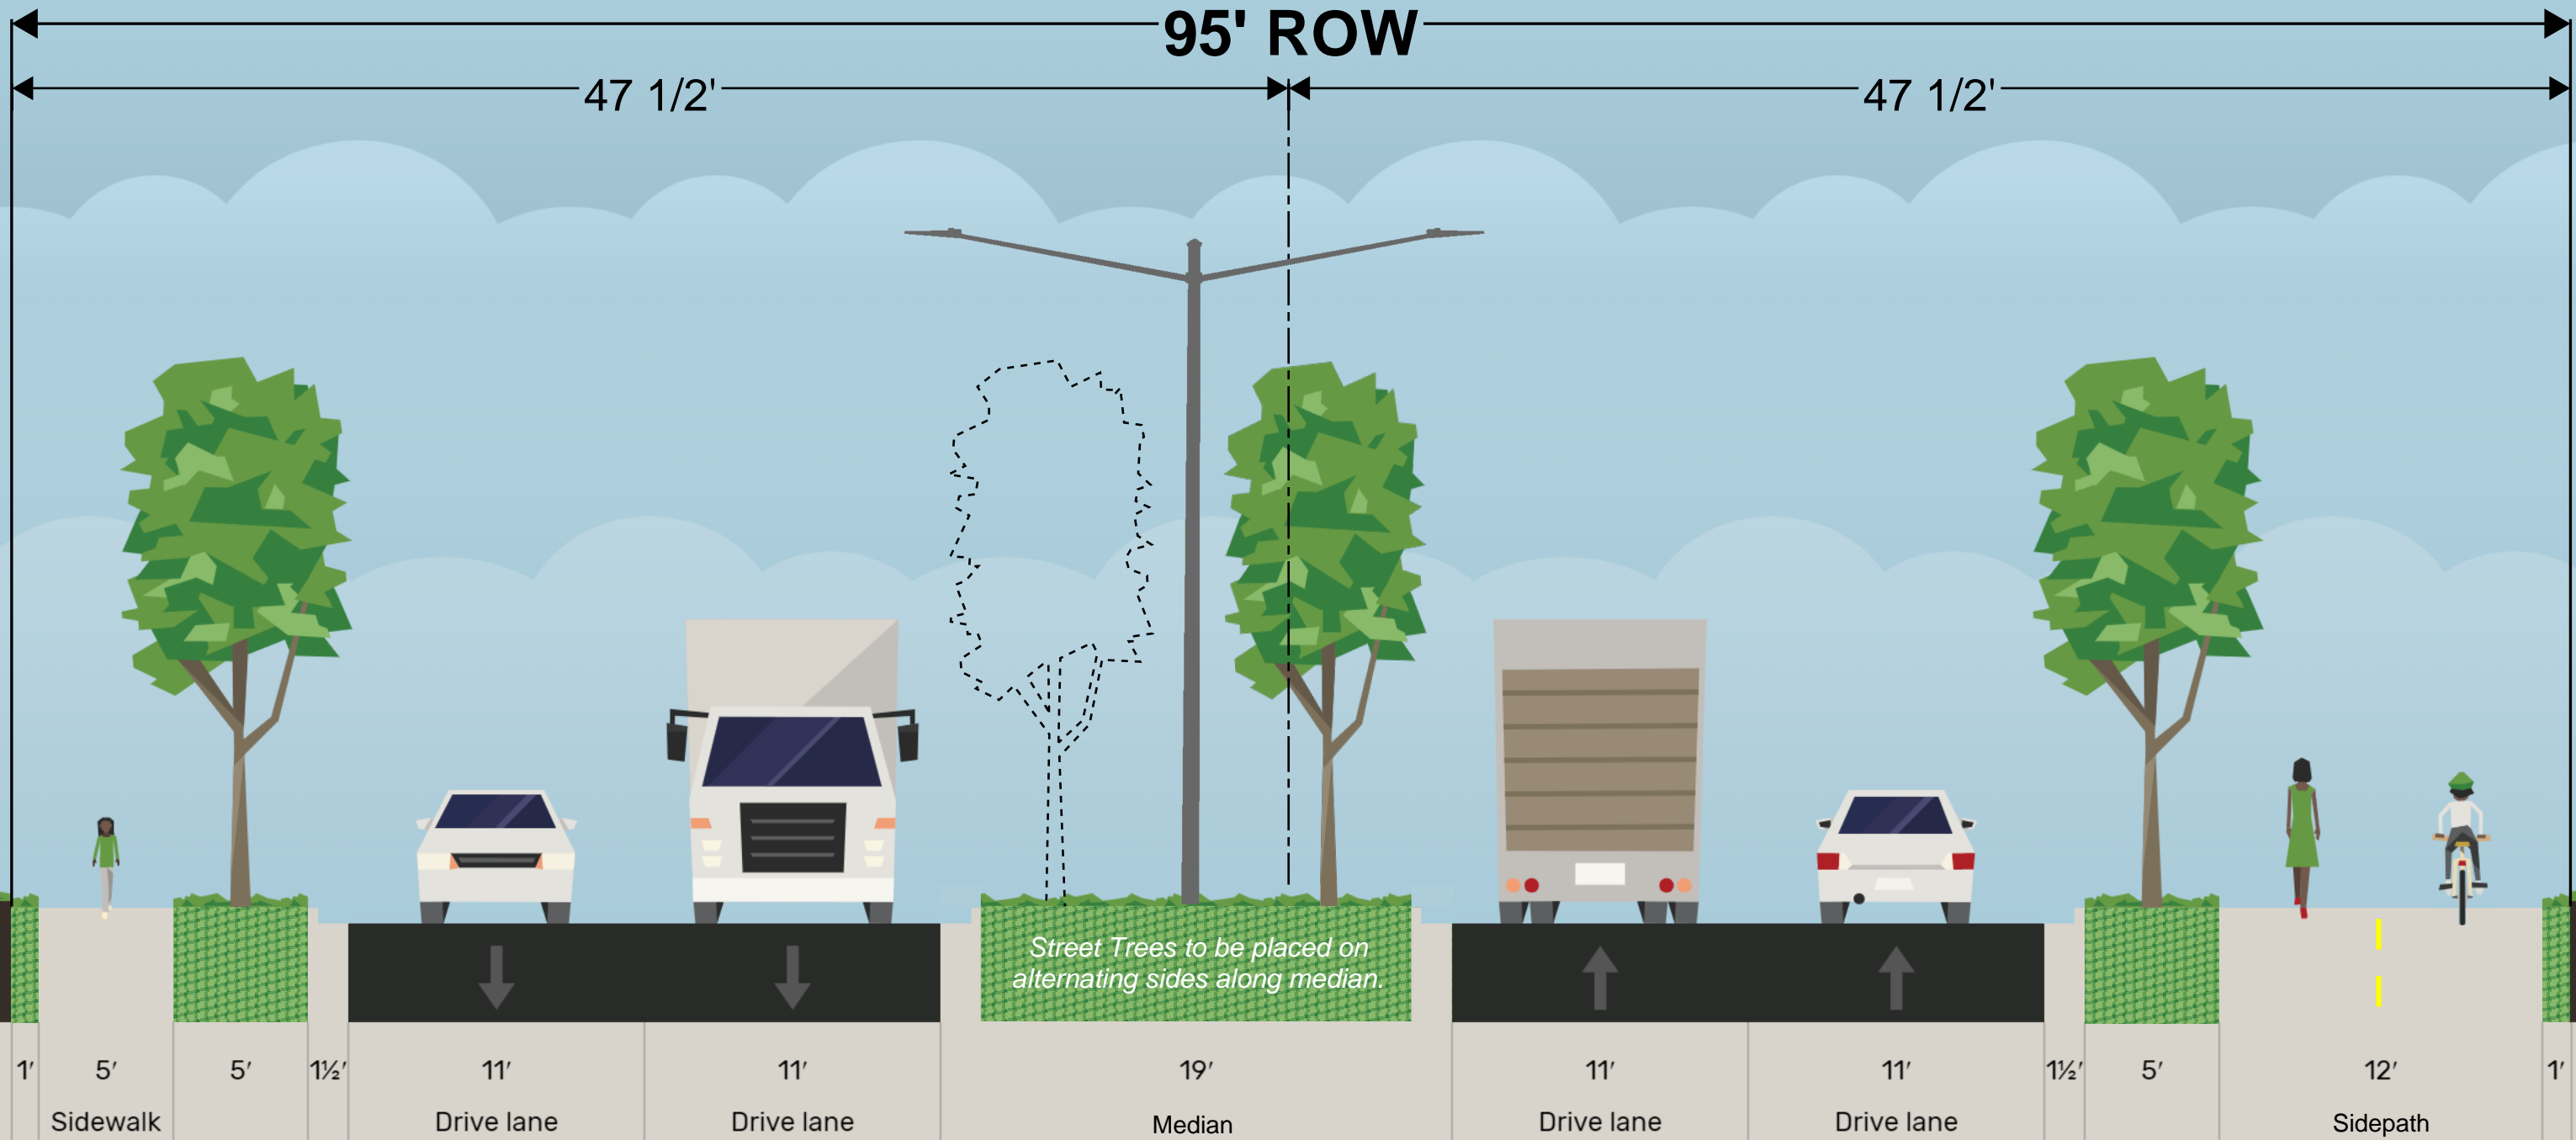 95' ROW
47 1/2'
47 1/2'
Street Trees to be placed on
alternating sides along median.
1′ 5′ 5′ 1½′ 11′ 11′ 19′ 11′ 11′ 1½′ 5′ 12′ 1′
Sidewalk Drive lane Drive lane Median Drive lane Drive lane Sidepath